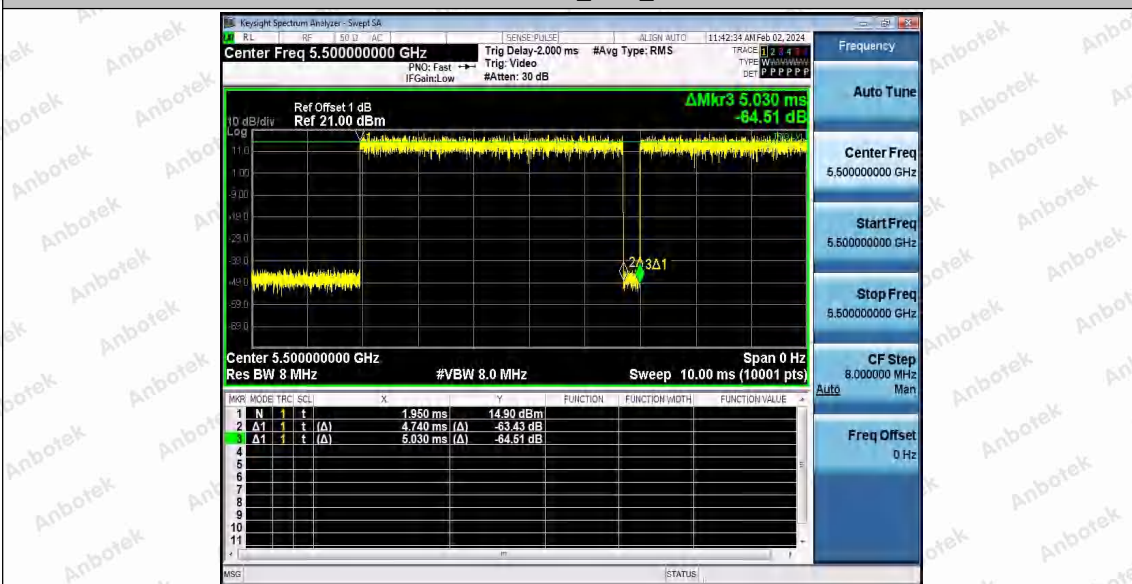 Keysight Spectrum Analyzer - Swept SA
RL RF 50 Ω AC SENSE:PULSE ALIGN AUTO 11:42:34 AM Feb 02, 2024
Center Freq 5.500000000 GHz
PNO: Fast
IFGain:Low
Trig Delay-2.000 ms
Trig: Video
#Atten: 30 dB
#Avg Type: RMS
TRACE 1 2 3 4
TYPE
DET P P P P P
Frequency
Auto Tune
Center Freq
5.500000000 GHz
Start Freq
5.500000000 GHz
Stop Freq
5.500000000 GHz
CF Step
8.000000 MHz
Auto Man
Freq Offset
0 Hz
ΔMkr3 5.030 ms
-64.51 dB
Ref Offset 1 dB
10 dB/div Ref 21.00 dBm
Log
11.0
1.00
-9.00
-19.0
-29.0
-39.0
-49.0
-59.0
-69.0
1
2Δ 3Δ1
Center 5.500000000 GHz Span 0 Hz
Res BW 8 MHz #VBW 8.0 MHz Sweep 10.00 ms (10001 pts)
MKR MODE TRC SCL X Y FUNCTION FUNCTION WIDTH FUNCTION VALUE
1 N 1 t 1.950 ms 14.90 dBm
2 Δ1 1 t (Δ) 4.740 ms (Δ) -63.43 dB
3 Δ1 1 t (Δ) 5.030 ms (Δ) -64.51 dB
4
5
6
7
8
9
10
11
MSG STATUS
Anbotek